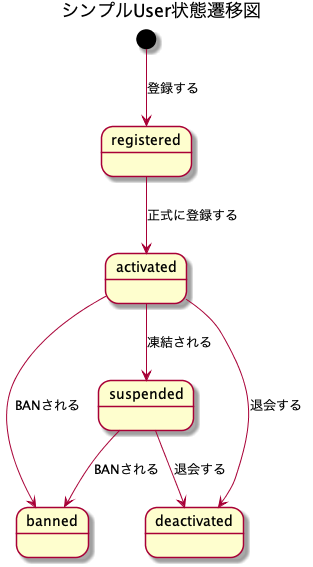 シンプルUser状態遷移図
登録する
registered
正式に登録する
activated
凍結される
suspended
BANされる
退会する
BANされる
退会する
banned
deactivated